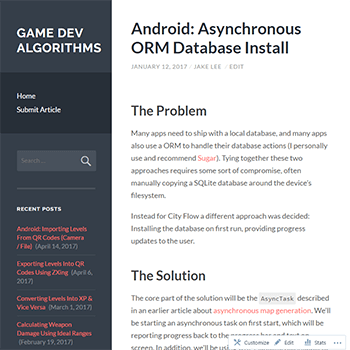 GAME DEV
ALGORITHMS
Home
Submit Article
Search ...
RECENT POSTS
Android: Importing Levels
From QR Codes (Camera
/ File) (April 14, 2017)
Exporting Levels Into QR
Codes Using ZXing (April 6,
2017)
Converting Levels Into XP &
Vice Versa (March 1, 2017)
Calculating Weapon
Damage Using Ideal Ranges
(February 19, 2017)
Android: Asynchronous
ORM Database Install
JANUARY 12, 2017 / JAKE LEE / EDIT
The Problem
Many apps need to ship with a local database, and many apps
also use a ORM to handle their database actions (I personally
use and recommend Sugar). Tying together these two
approaches requires some sort of compromise, often
manually copying a SQLite database around the device's
filesystem.
Instead for City Flow a different approach was decided:
Installing the database on first run, providing progress
updates to the user.
The Solution
The core part of the solution will be the AsyncTask described
in an earlier article about asynchronous map generation. We'll
be starting an asynchronous task on first start, which will be
reporting progress back to the progress bar and text on
screen. In addition, we'll be us
Customize Edit